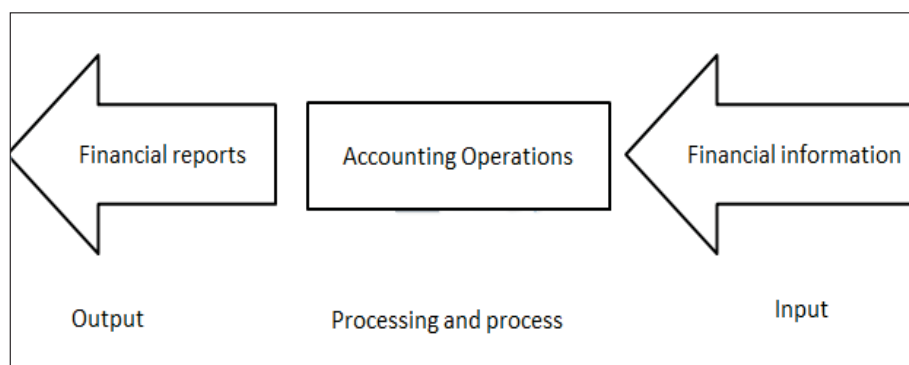 Financial reports
Accounting Operations
Financial information
Output
Processing and process
Input